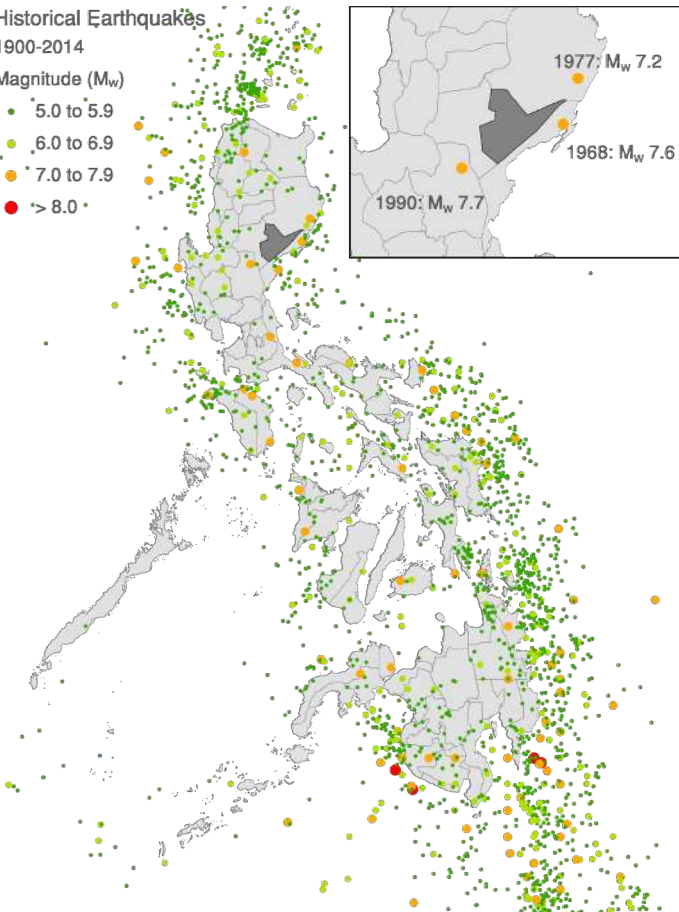 Historical Earthquakes
1900-2014
Magnitude (Mw)
5.0 to 5.9
6.0 to 6.9
7.0 to 7.9
> 8.0
1977: Mw 7.2
1968: Mw 7.6
1990: Mw 7.7